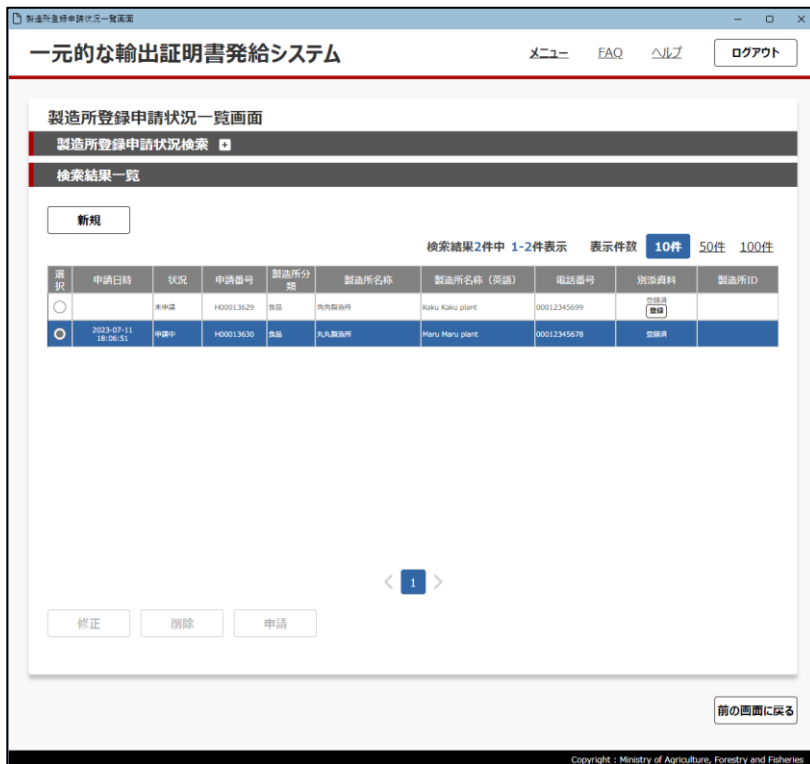 製造所登録申請状況一覧画面
一元的な輸出証明書発給システム メニュー FAQ ヘルプ ログアウト
製造所登録申請状況一覧画面
製造所登録申請状況検索
検索結果一覧
新規
検索結果2件中 1-2件表示 表示件数 10件 50件 100件
選択 申請日時 状況 申請番号 製造所分類 製造所名称 製造所名称（英語） 電話番号 別添資料 製造所ID
未申請 H00013629 食品 角角製造所 Kaku Kaku plant 00012345699 登録済 登録
2023-07-11 18:06:51 申請中 H00013630 食品 丸丸製造所 Maru Maru plant 00012345678 登録済
1
修正 削除 申請
前の画面に戻る
Copyright : Ministry of Agriculture, Forestry and Fisheries